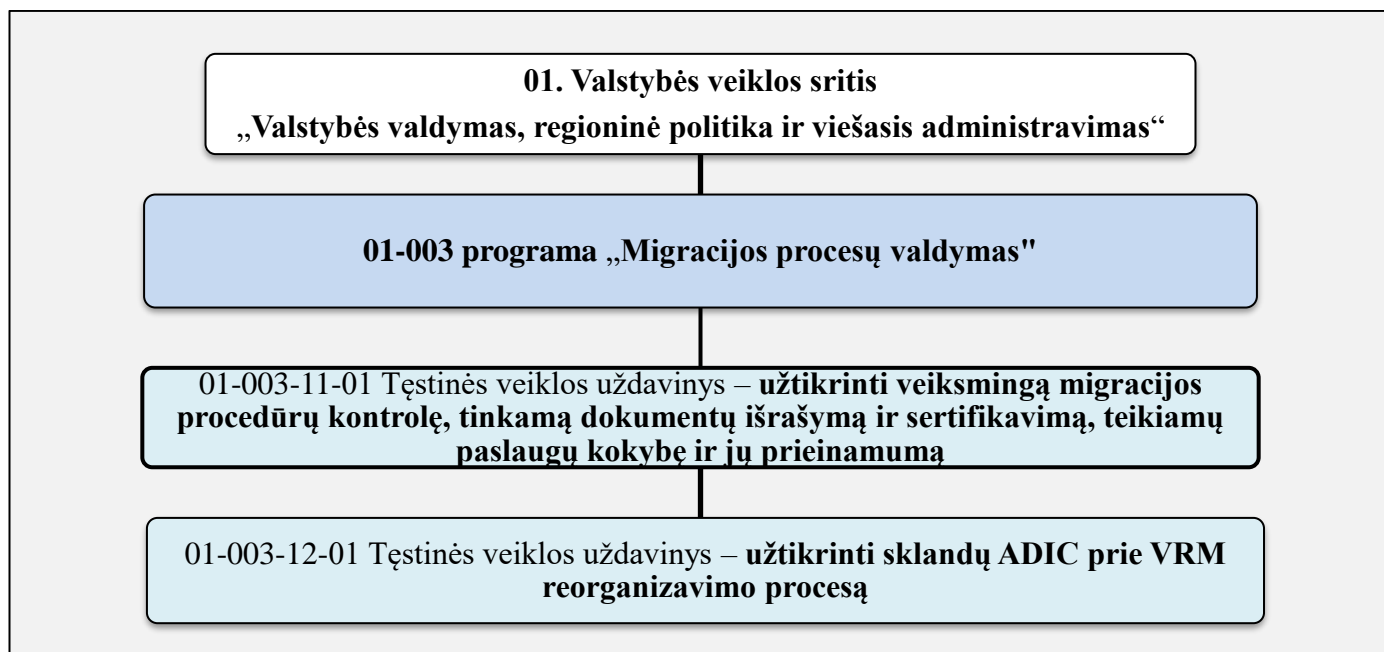 01. Valstybės veiklos sritis
„Valstybės valdymas, regioninė politika ir viešasis administravimas“
01-003 programa „Migracijos procesų valdymas"
01-003-11-01 Tęstinės veiklos uždavinys – užtikrinti veiksmingą migracijos
procedūrų kontrolę, tinkamą dokumentų išrašymą ir sertifikavimą, teikiamų
paslaugų kokybę ir jų prieinamumą
01-003-12-01 Tęstinės veiklos uždavinys – užtikrinti sklandų ADIC prie VRM
reorganizavimo procesą